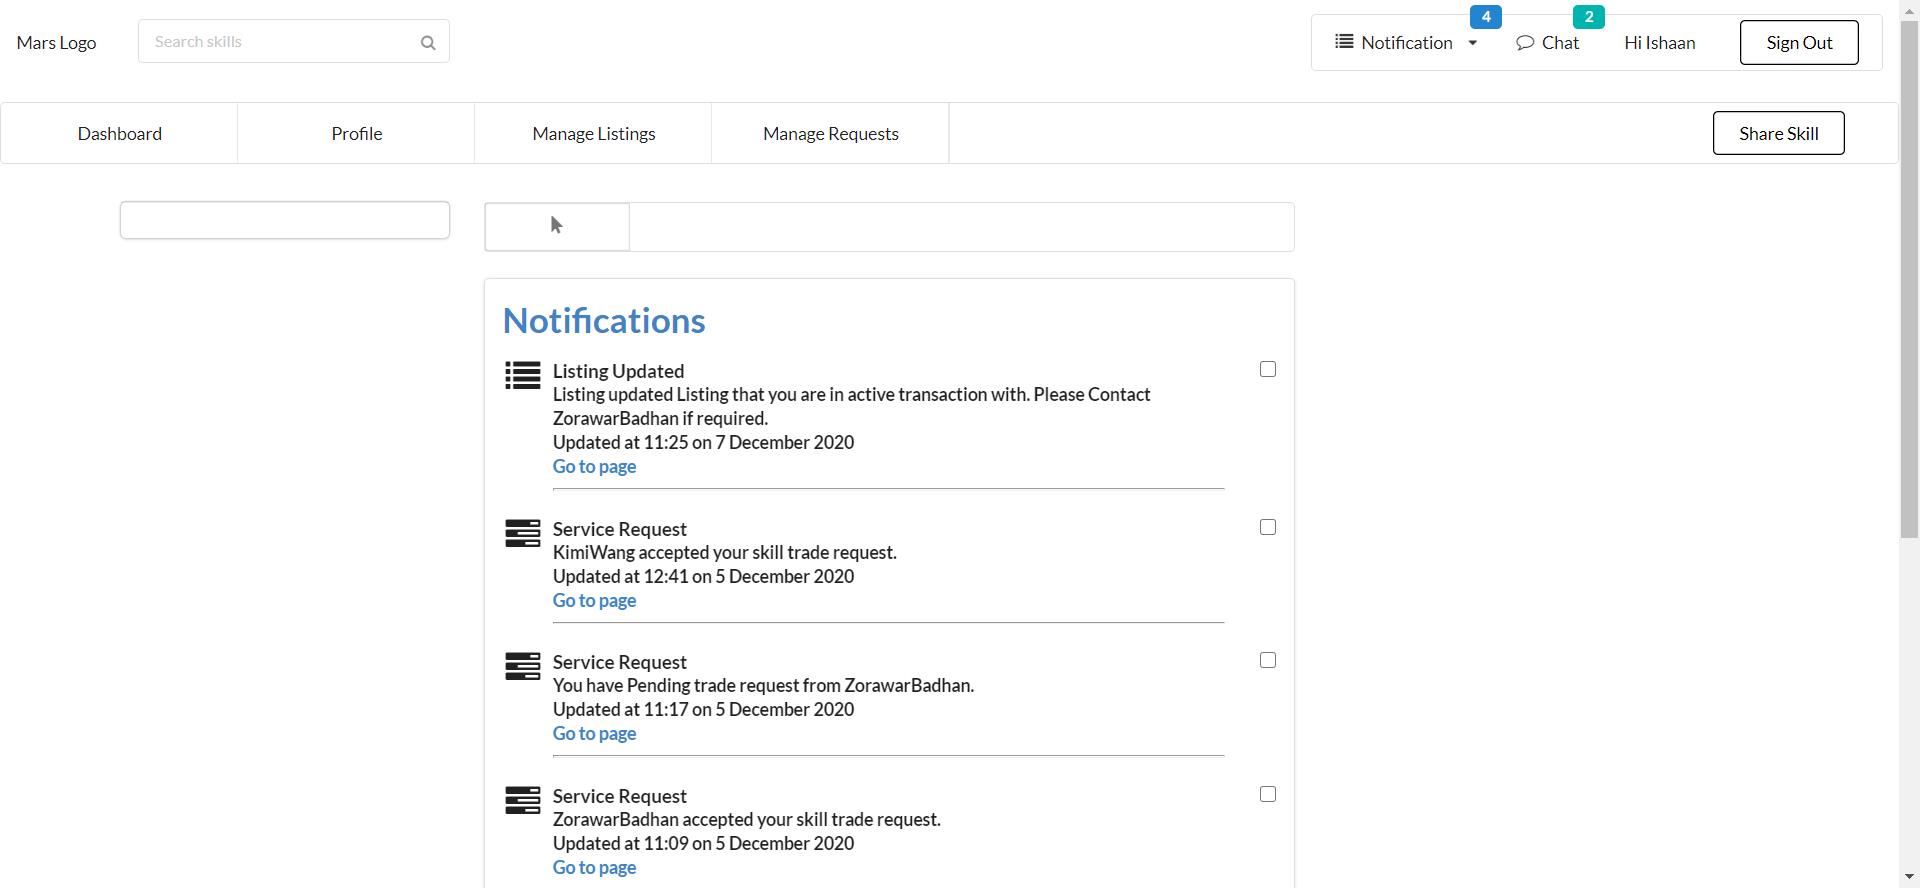 Mars Logo
Search skills
Notification
4
Chat
2
Hi Ishaan
Sign Out
Dashboard
Profile
Manage Listings
Manage Requests
Share Skill
Notifications
Listing Updated
Listing updated Listing that you are in active transaction with. Please Contact
ZorawarBadhan if required.
Updated at 11:25 on 7 December 2020
Go to page
Service Request
KimiWang accepted your skill trade request.
Updated at 12:41 on 5 December 2020
Go to page
Service Request
You have Pending trade request from ZorawarBadhan.
Updated at 11:17 on 5 December 2020
Go to page
Service Request
ZorawarBadhan accepted your skill trade request.
Updated at 11:09 on 5 December 2020
Go to page